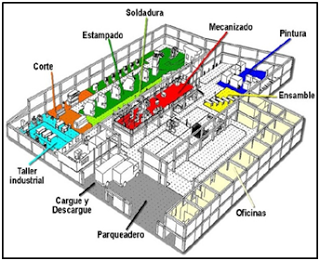 Soldadura
Mecanizado
Estampado
Pintura
Corte
Ensamble
Taller
industrial
Cargue y
Descargue
Oficinas
Parqueadero